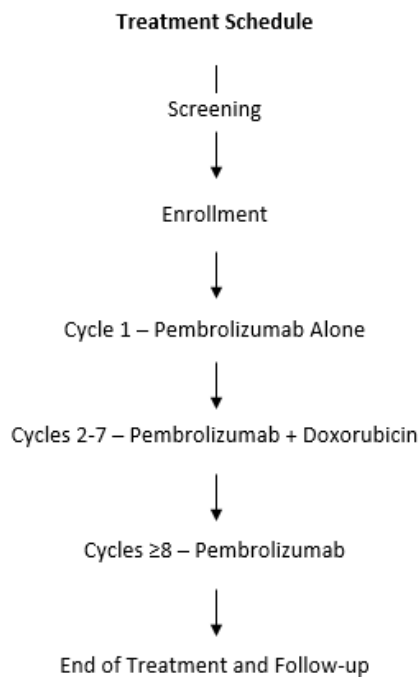 Treatment Schedule
Screening
Enrollment
Cycle 1 – Pembrolizumab Alone
Cycles 2-7 – Pembrolizumab + Doxorubicin
Cycles ≥8 – Pembrolizumab
End of Treatment and Follow-up